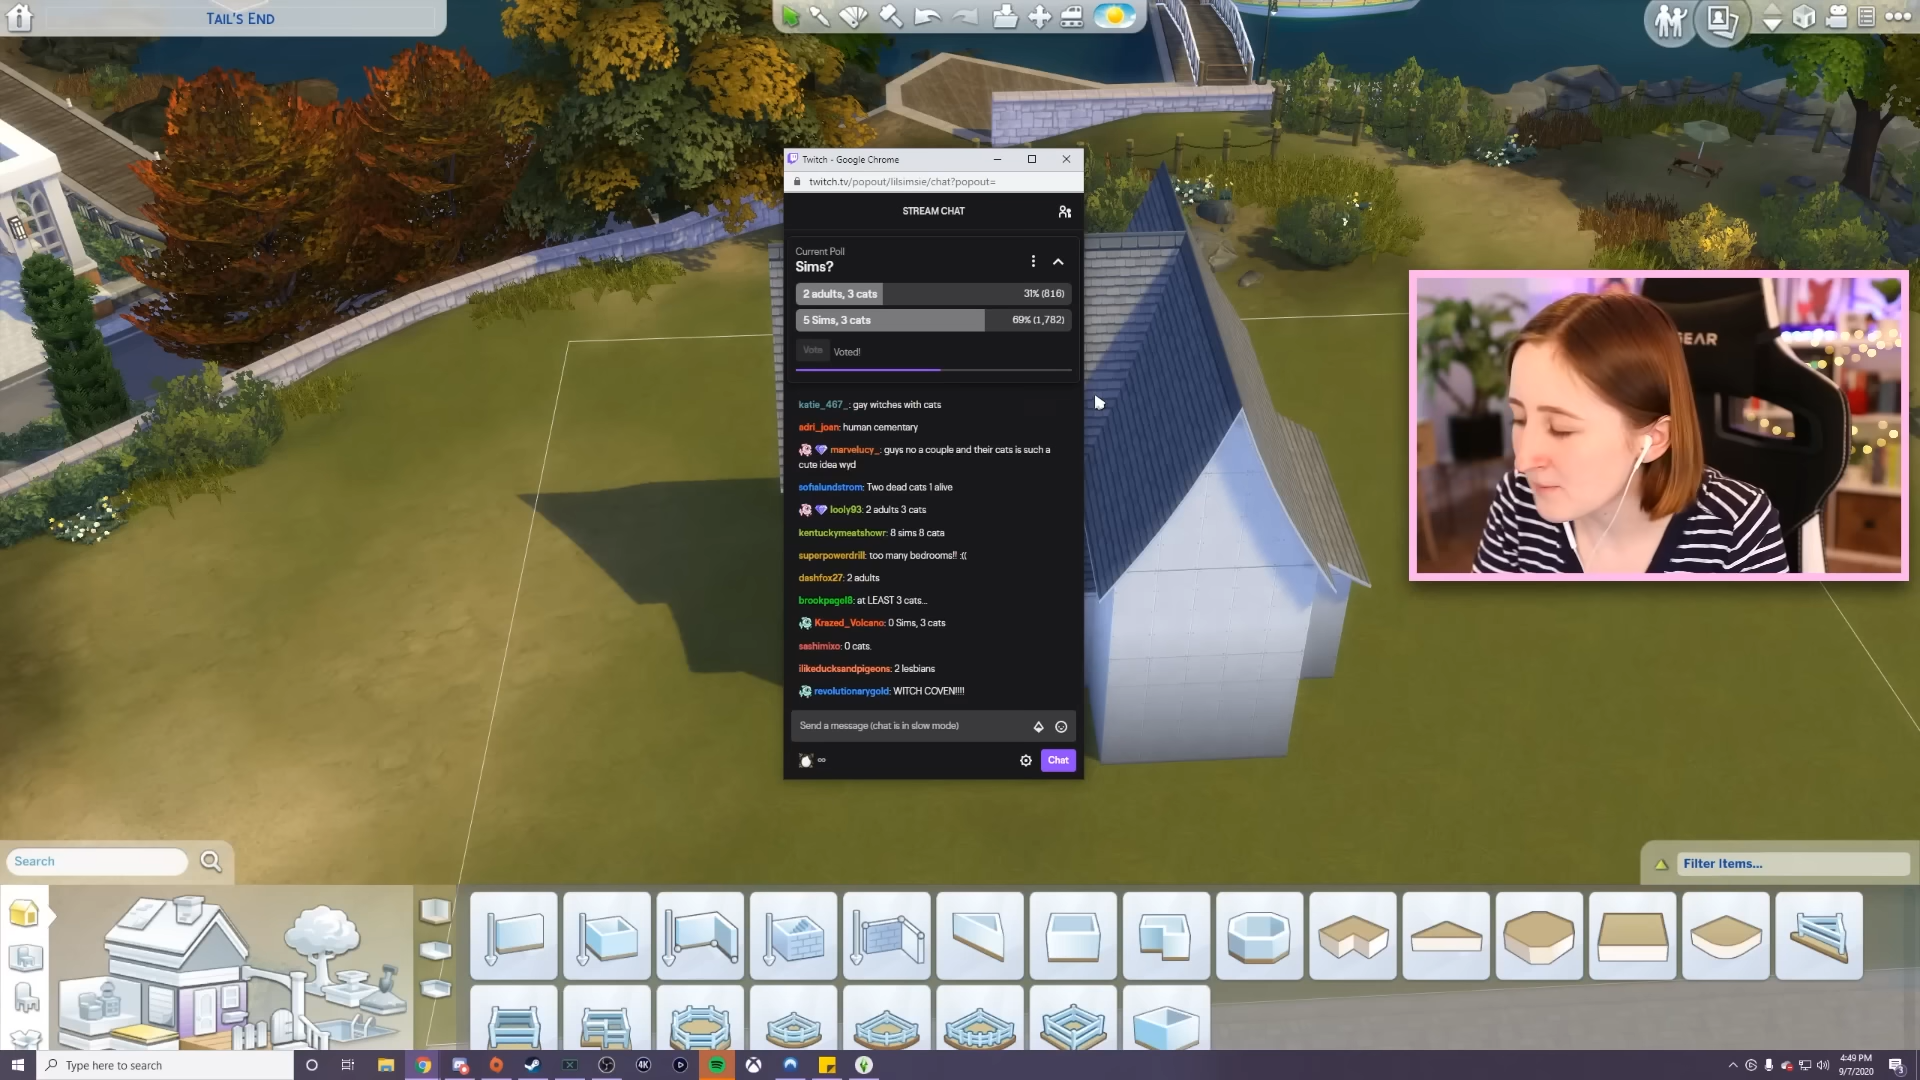 TAIL'S END
Twitch - Google Chrome
twitch.tv/popout/lilsimsie/chat?popout=
STREAM CHAT
Current Poll
Sims?
2 adults, 3 cats 31% (816)
5 Sims, 3 cats 69% (1,782)
Vote Voted!
katie_467_: gay witches with cats
adri_joan: human cementary
marvelucy_: guys no a couple and their cats is such a
cute idea wyd
sofialundstrom: Two dead cats 1 alive
looly93: 2 adults 3 cats
kentuckymeatshowr: 8 sims 8 cata
superpowerdrill: too many bedrooms!! :((
dashfox27: 2 adults
brookpagel8: at LEAST 3 cats...
Krazed_Volcano: 0 Sims, 3 cats
sashimixo: 0 cats.
ilikeducksandpigeons: 2 lesbians
revolutionarygold: WITCH COVEN!!!!
Send a message (chat is in slow mode)
Chat
GEAR
Search
Filter Items...
Type here to search
4K
4:49 PM
9/7/2020
3